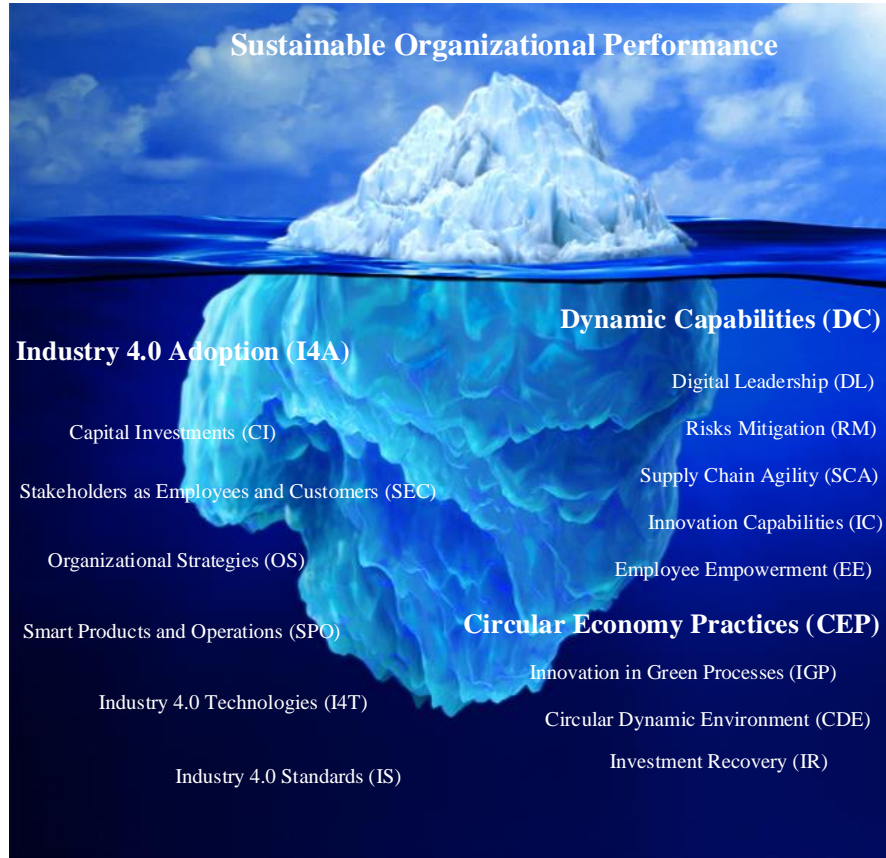 Sustainable Organizational Performance
Industry 4.0 Adoption (I4A)
Capital Investments (CI)
Stakeholders as Employees and Customers (SEC)
Organizational Strategies (OS)
Smart Products and Operations (SPO)
Industry 4.0 Technologies (I4T)
Industry 4.0 Standards (IS)
Dynamic Capabilities (DC)
Digital Leadership (DL)
Risks Mitigation (RM)
Supply Chain Agility (SCA)
Innovation Capabilities (IC)
Employee Empowerment (EE)
Circular Economy Practices (CEP)
Innovation in Green Processes (IGP)
Circular Dynamic Environment (CDE)
Investment Recovery (IR)